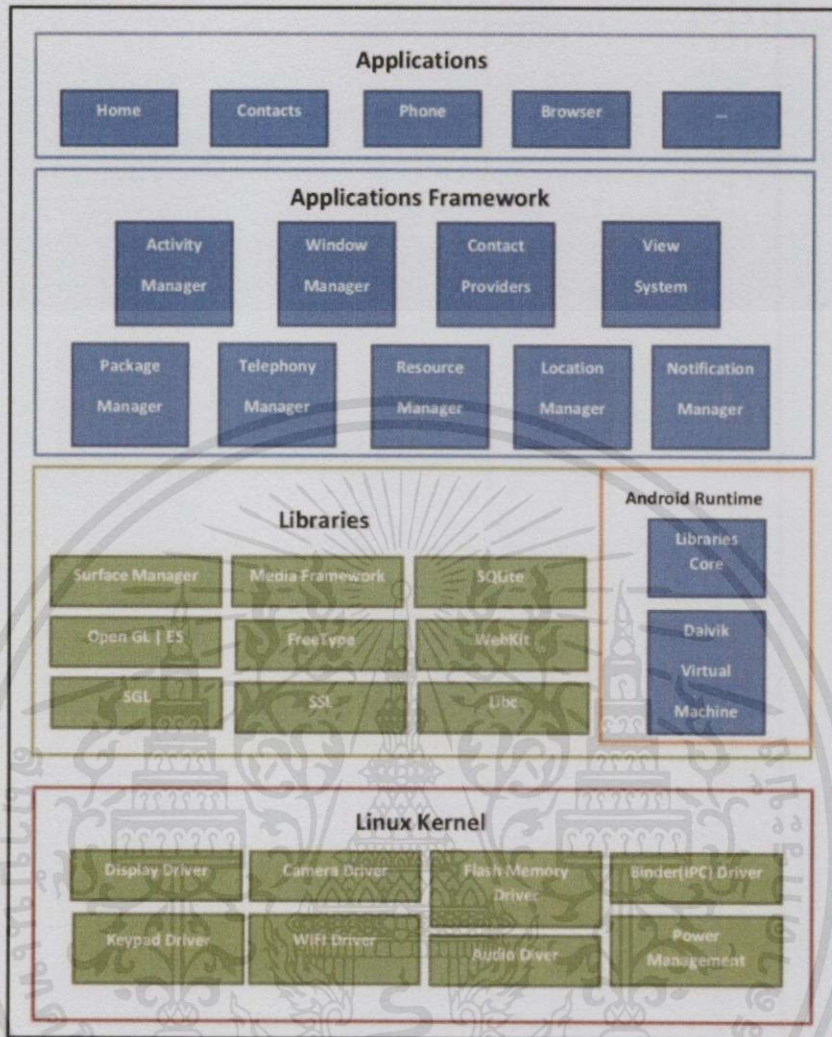 Applications
Home
Contacts
Phone
Browser
...
Applications Framework
Activity
Manager
Window
Manager
Contact
Providers
View
System
Package
Manager
Telephony
Manager
Resource
Manager
Location
Manager
Notification
Manager
Libraries
Surface Manager
Media Framework
SQLite
Open GL | ES
FreeType
WebKit
SGL
SSL
Libc
Android Runtime
Libraries
Core
Dalvik
Virtual
Machine
Linux Kernel
Display Driver
Camera Driver
Flash Memory
Driver
Binder(IPC) Driver
Keypad Driver
WIFI Driver
Audio Diver
Power
Management